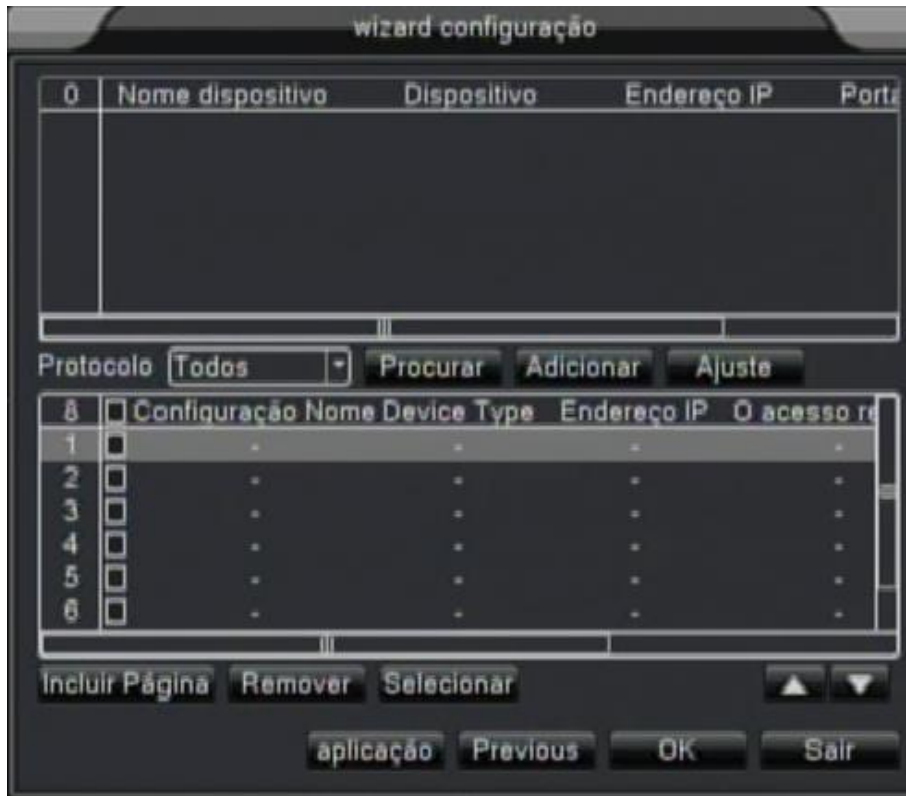 wizard configuração
0 Nome dispositivo Dispositivo Endereço IP Porta
Protocolo Todos Procurar Adicionar Ajuste
8 Configuração Nome Device Type Endereço IP O acesso re
1 - - - -
2 - - - -
3 - - - -
4 - - - -
5 - - - -
6 - - - -
Incluir Página Remover Selecionar
aplicação Previous OK Sair